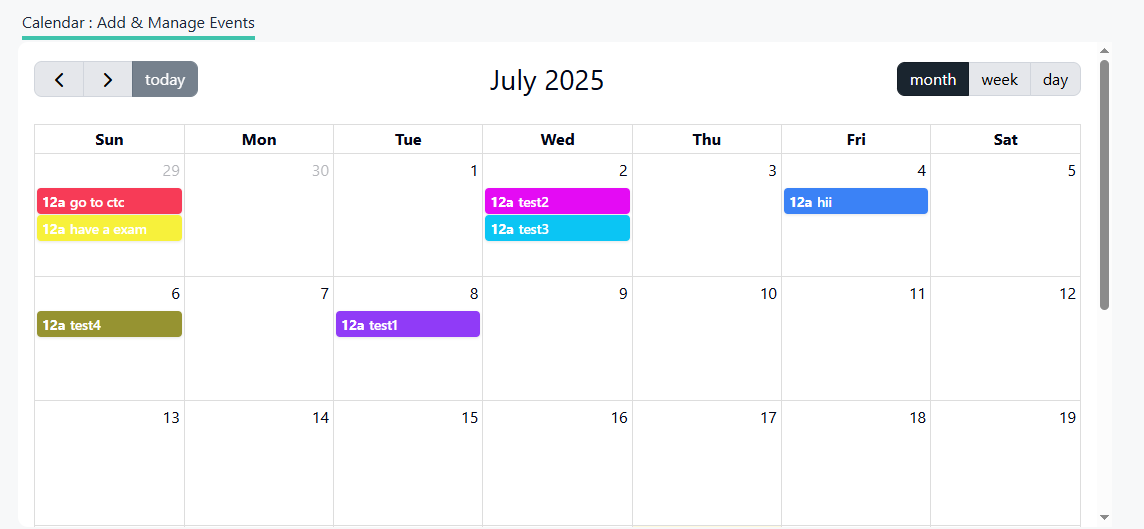 Calendar : Add & Manage Events
today
July 2025
month week day
Sun Mon Tue Wed Thu Fri Sat
29 30 1 2 3 4 5
12a go to ctc 12a test2 12a hii
12a have a exam 12a test3
6 7 8 9 10 11 12
12a test4 12a test1
13 14 15 16 17 18 19